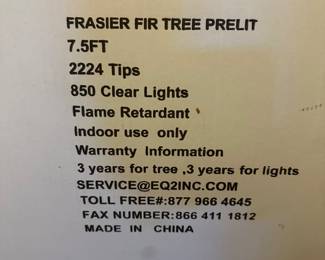 FRASIER FIR TREE PRELIT
7.5FT
2224 Tips
850 Clear Lights
Flame Retardant
Indoor use only
Warranty Information
3 years for tree ,3 years for lights
SERVICE@EQ2INC.COM
TOLL FREE#:877 966 4645
FAX NUMBER:866 411 1812
MADE IN CHINA